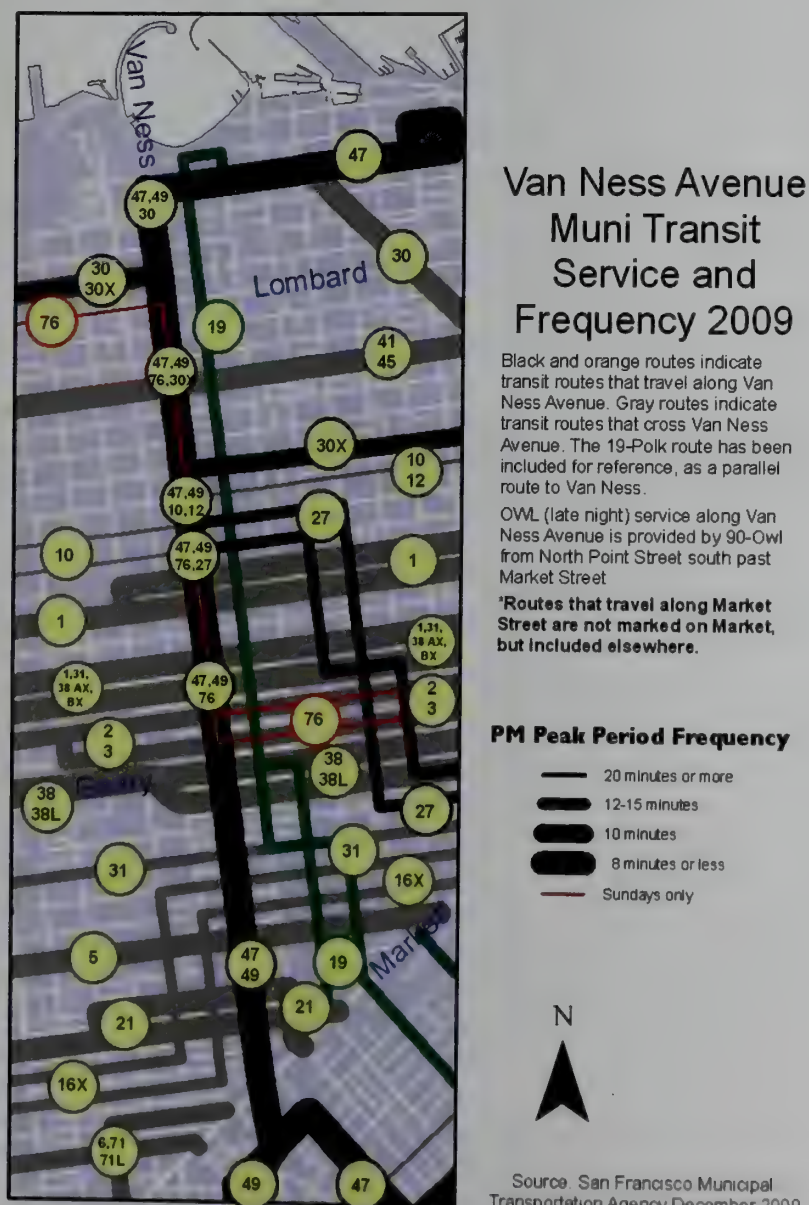 Van Ness
47
47,49
30
30
30X
30
Lombard
76
19
41
45
47,49
76,30X
30X
10
12
47,49
10,12
27
47,49
76,27
10
1
1
1,31,
38 AX,
BX
1,31,
38 AX,
BX
47,49
76
2
3
76
2
3
38
38L
Geary
38
38L
27
31
31
16X
Market
5
47
49
19
21
21
16X
6,71
71L
49
47
Van Ness Avenue
Muni Transit
Service and
Frequency 2009
Black and orange routes indicate
transit routes that travel along Van
Ness Avenue. Gray routes indicate
transit routes that cross Van Ness
Avenue. The 19-Polk route has been
included for reference, as a parallel
route to Van Ness.
OWL (late night) service along Van
Ness Avenue is provided by 90-Owl
from North Point Street south past
Market Street
*Routes that travel along Market
Street are not marked on Market,
but included elsewhere.
PM Peak Period Frequency
20 minutes or more
12-15 minutes
10 minutes
8 minutes or less
Sundays only
N
Source. San Francisco Municipal
Transportation Agency December 2009